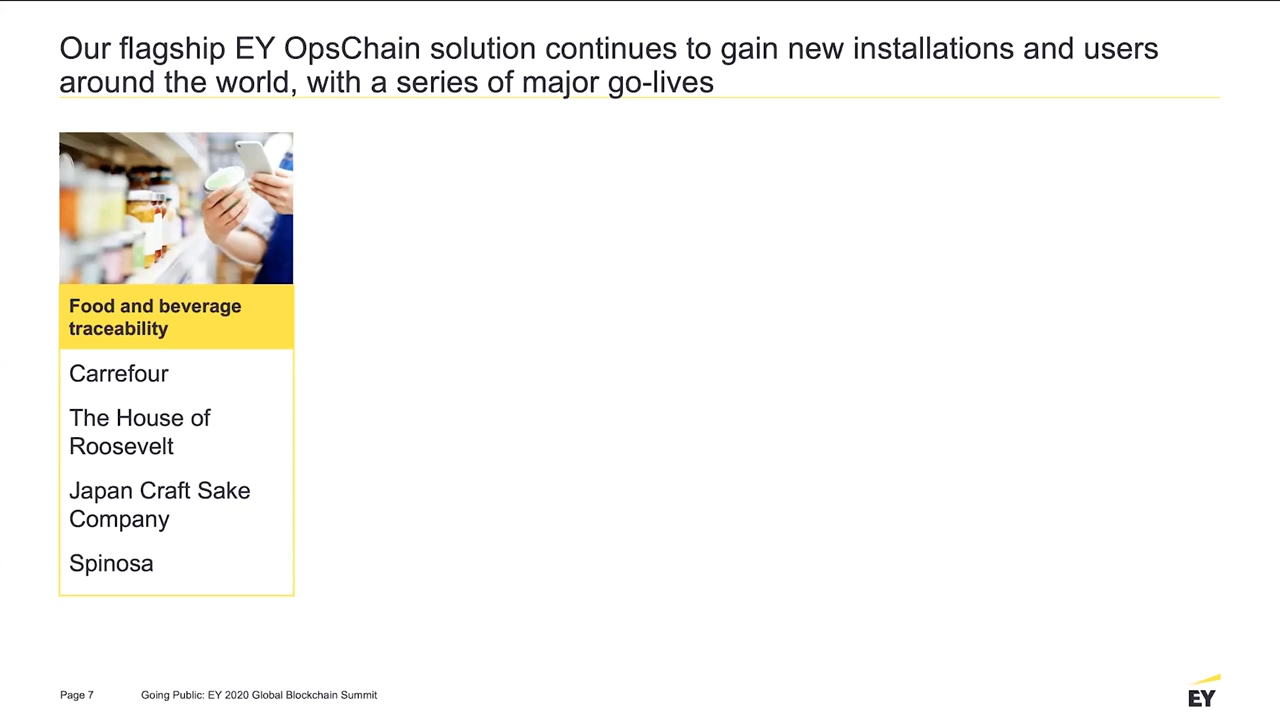 Our flagship EY OpsChain solution continues to gain new installations and users
around the world, with a series of major go-lives
Food and beverage
traceability
Carrefour
The House of
Roosevelt
Japan Craft Sake
Company
Spinosa
Page 7
Going Public: EY 2020 Global Blockchain Summit
EY